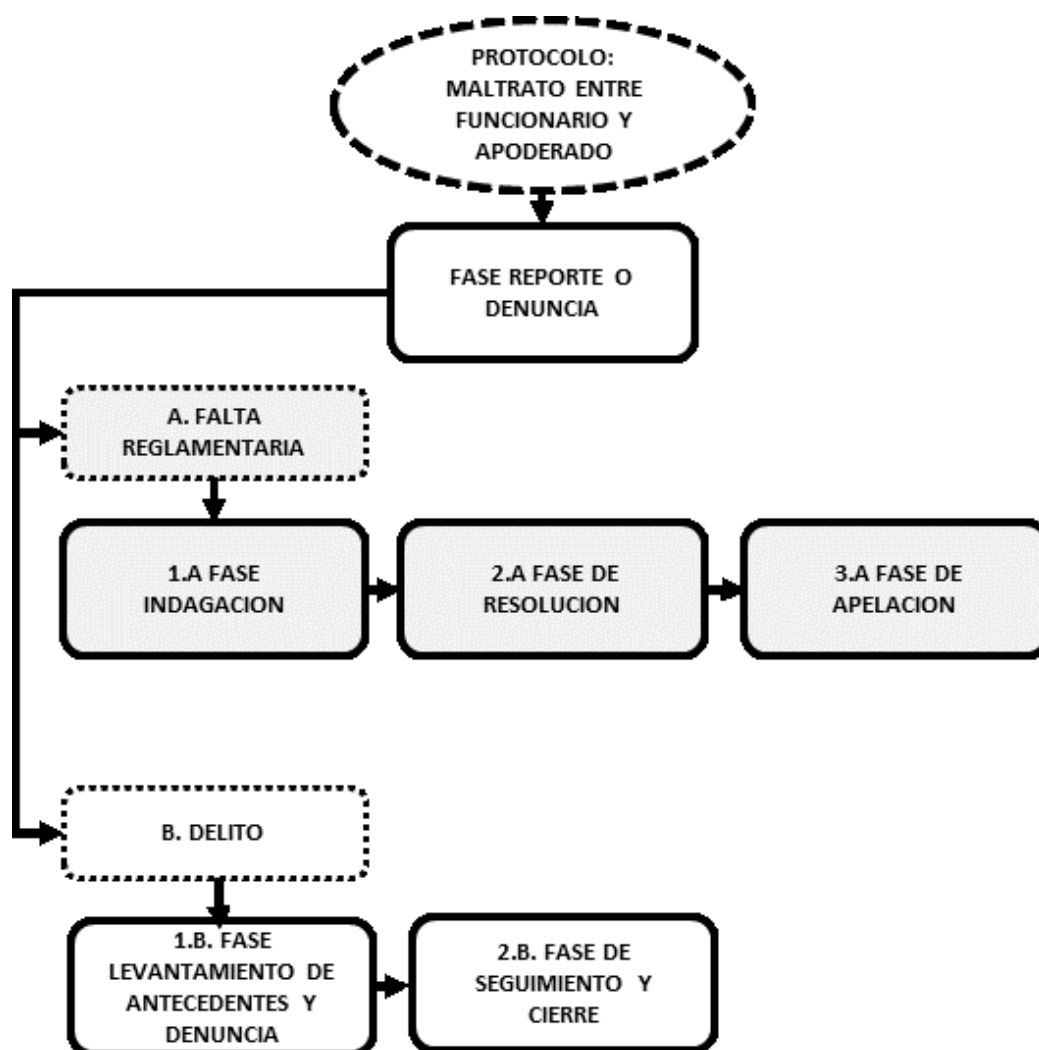 PROTOCOLO:
MALTRATO ENTRE
FUNCIONARIO Y
APODERADO
FASE REPORTE O
DENUNCIA
A. FALTA
REGLAMENTARIA
1.A FASE
INDAGACION
2.A FASE DE
RESOLUCION
3.A FASE DE
APELACION
B. DELITO
1.B. FASE
LEVANTAMIENTO DE
ANTECEDENTES Y
DENUNCIA
2.B. FASE DE
SEGUIMIENTO Y
CIERRE